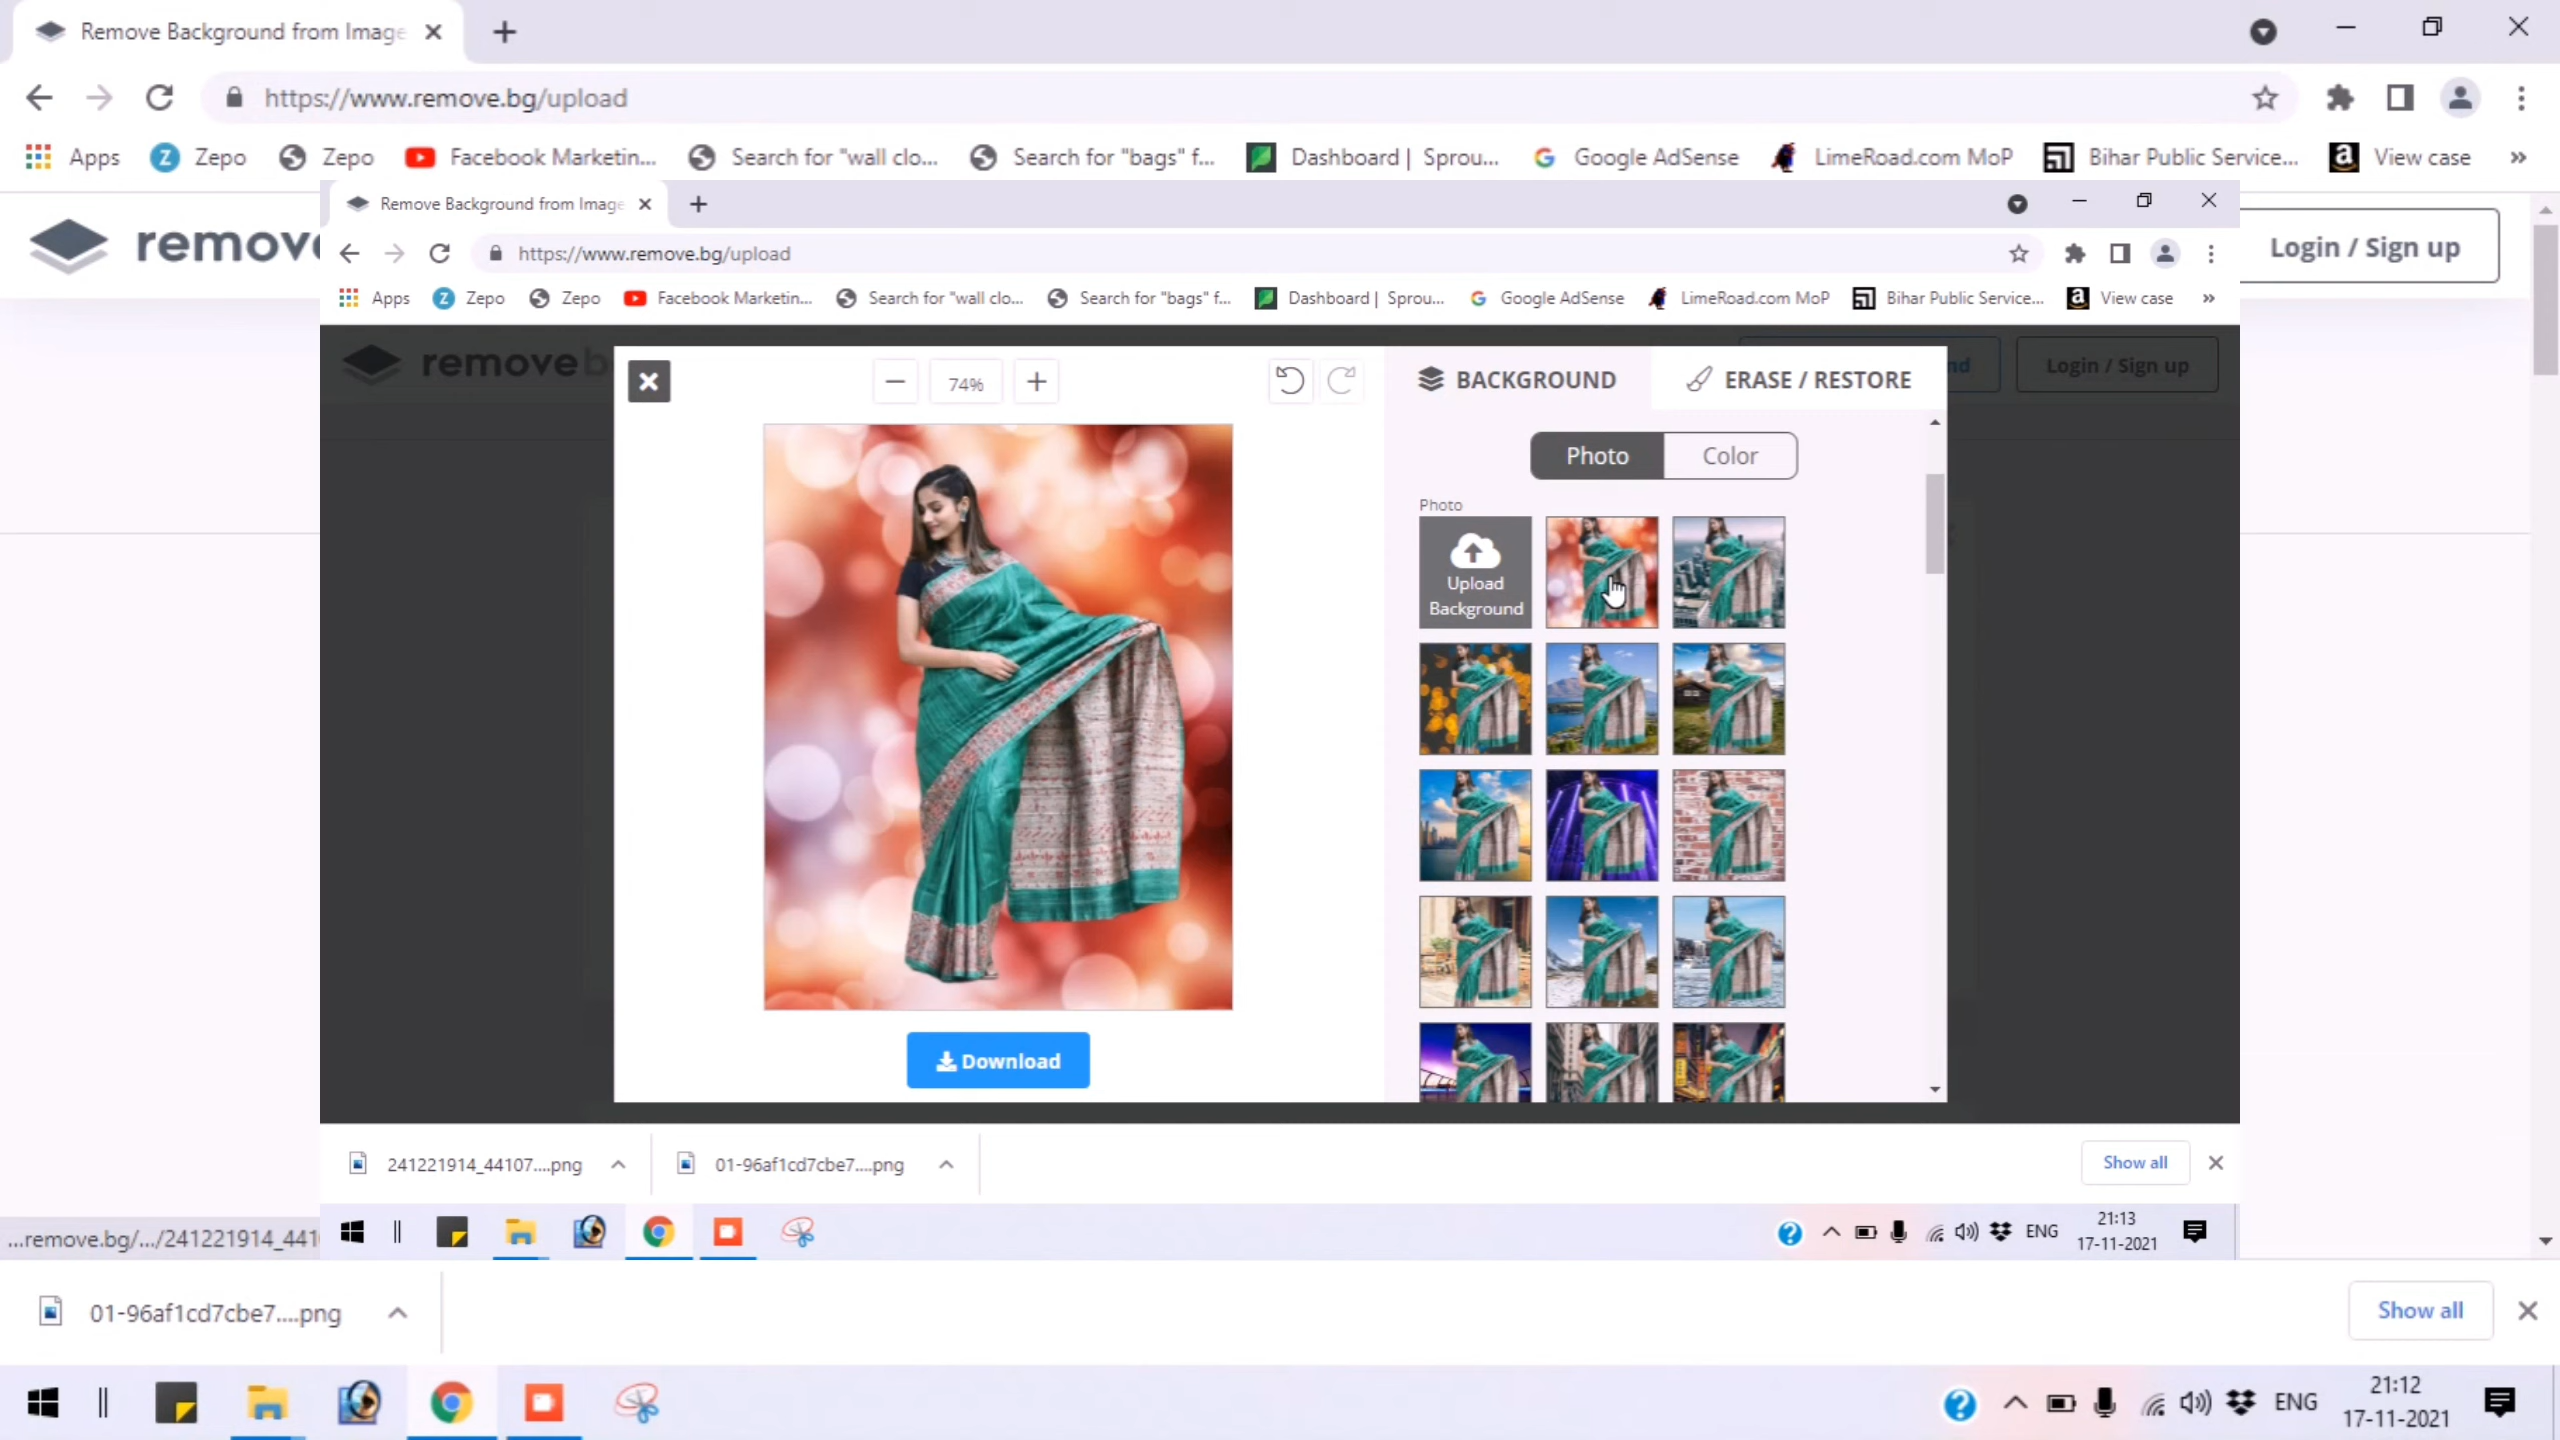 Remove Background from Image
https://www.remove.bg/upload
Apps
Zepo
Zepo
Facebook Marketin...
Search for "wall clo...
Search for "bags" f...
Dashboard | Sprou...
Google AdSense
LimeRoad.com MoP
Bihar Public Service...
View case
»
remov
Login / Sign up
Remove Background from Image
https://www.remove.bg/upload
Apps
Zepo
Zepo
Facebook Marketin...
Search for "wall clo...
Search for "bags" f...
Dashboard | Sprou...
Google AdSense
LimeRoad.com MoP
Bihar Public Service...
View case
»
removeb
74%
BACKGROUND
ERASE / RESTORE
nd
Login / Sign up
Photo
Color
Photo
Upload
Background
Download
241221914_44107....png
01-96af1cd7cbe7....png
Show all
ENG
21:13
17-11-2021
...remove.bg/.../241221914_441
01-96af1cd7cbe7....png
Show all
ENG
21:12
17-11-2021